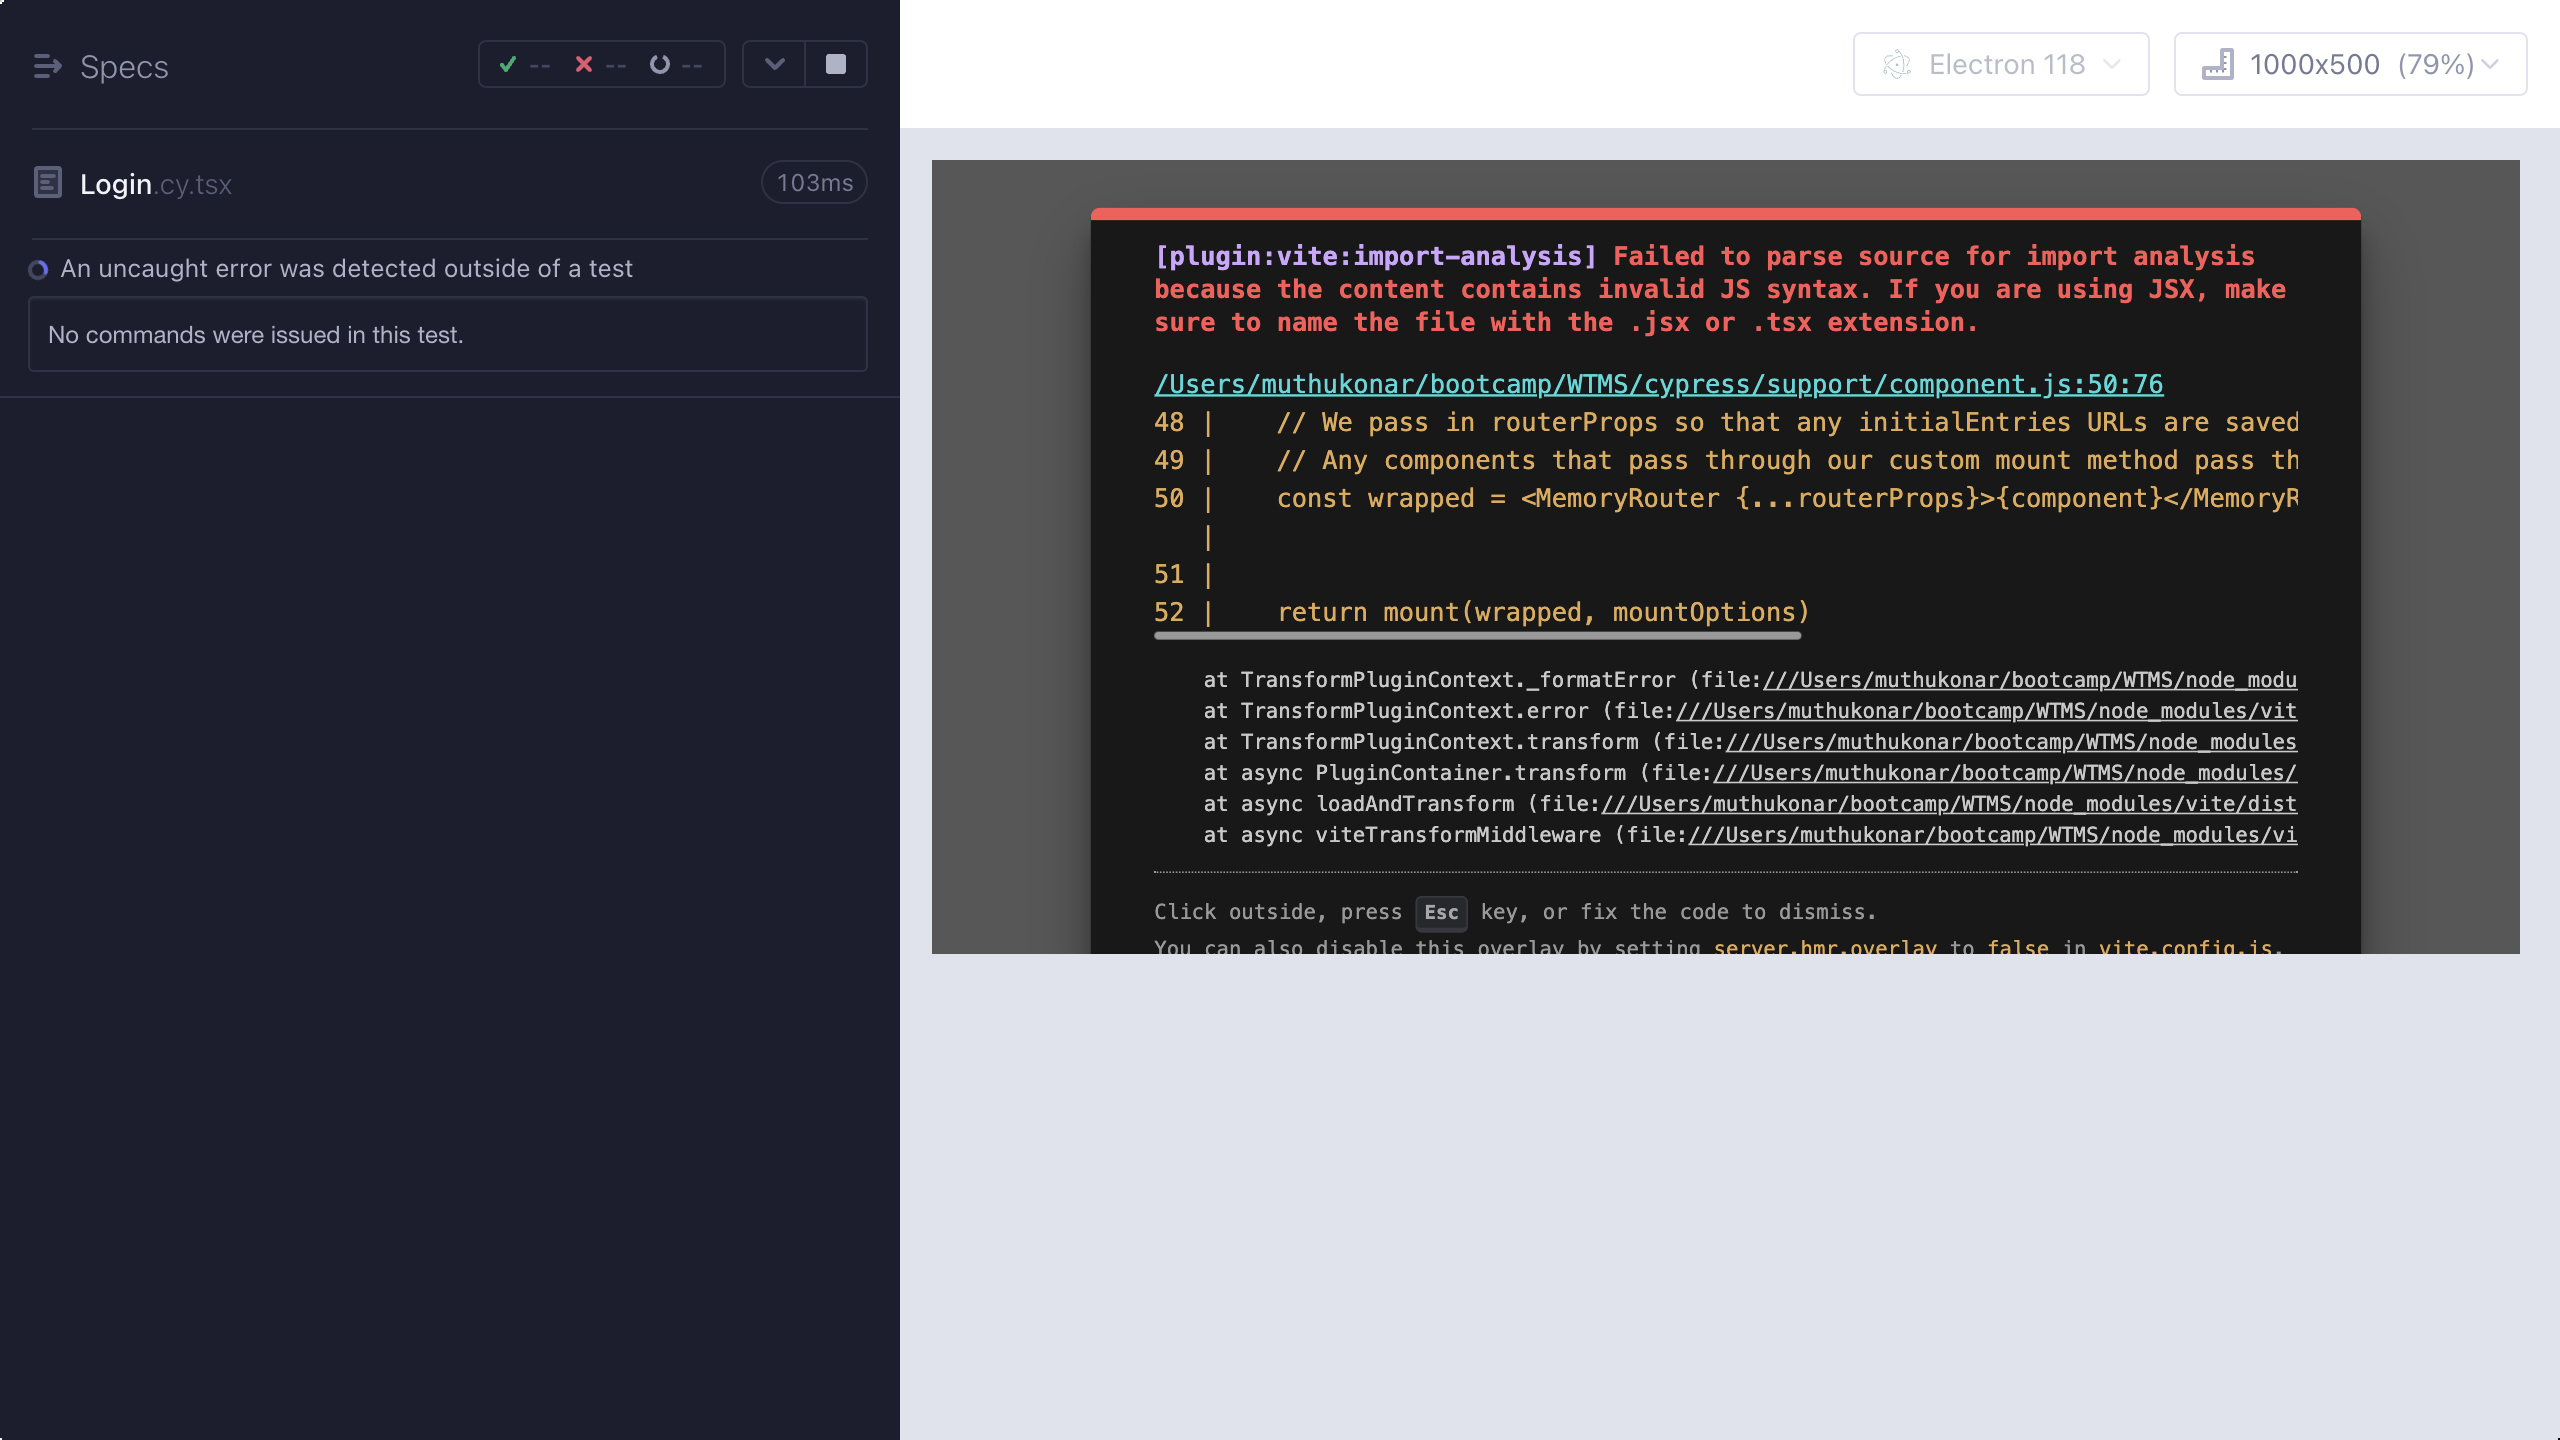 Specs
-- -- --
Login.cy.tsx
103ms
An uncaught error was detected outside of a test
No commands were issued in this test.
Electron 118
1000x500 (79%)
[plugin:vite:import-analysis] Failed to parse source for import analysis
because the content contains invalid JS syntax. If you are using JSX, make
sure to name the file with the .jsx or .tsx extension.
/Users/muthukonar/bootcamp/WTMS/cypress/support/component.js:50:76
48 |    // We pass in routerProps so that any initialEntries URLs are saved
49 |    // Any components that pass through our custom mount method pass th
50 |    const wrapped = <MemoryRouter {...routerProps}>{component}</MemoryR
   |
51 |
52 |    return mount(wrapped, mountOptions)
at TransformPluginContext._formatError (file:///Users/muthukonar/bootcamp/WTMS/node_modu
at TransformPluginContext.error (file:///Users/muthukonar/bootcamp/WTMS/node_modules/vit
at TransformPluginContext.transform (file:///Users/muthukonar/bootcamp/WTMS/node_modules
at async PluginContainer.transform (file:///Users/muthukonar/bootcamp/WTMS/node_modules/
at async loadAndTransform (file:///Users/muthukonar/bootcamp/WTMS/node_modules/vite/dist
at async viteTransformMiddleware (file:///Users/muthukonar/bootcamp/WTMS/node_modules/vi
Click outside, press Esc key, or fix the code to dismiss.
You can also disable this overlay by setting server.hmr.overlay to false in vite.config.js.